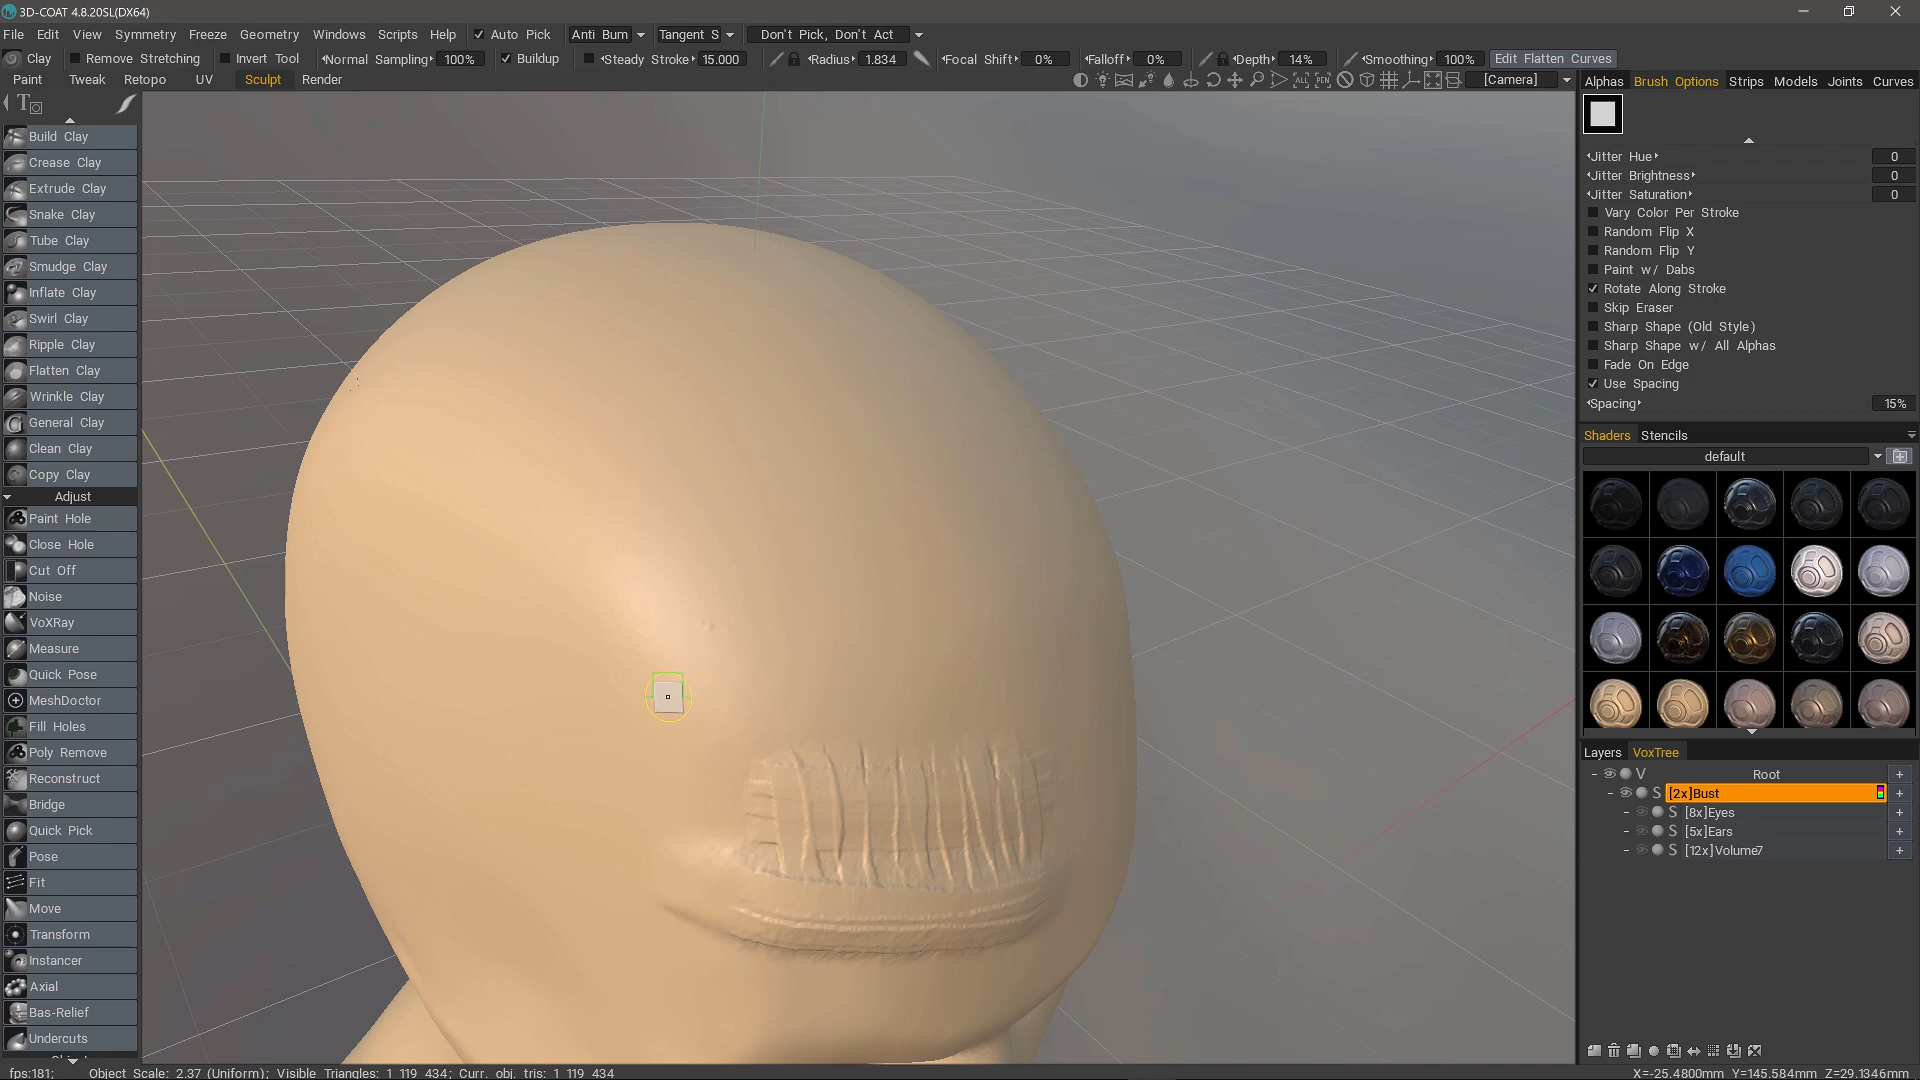 3D-COAT 4.8.20SL(DX64)
File Edit View Symmetry Freeze Geometry Windows Scripts Help Auto Pick Anti Bum Tangent S Don't Pick, Don't Act
Clay Remove Stretching Invert Tool Normal Sampling 100% Buildup Steady Stroke 15.000 Radius 1.834 Focal Shift 0% Falloff 0% Depth 14% Smoothing 100% Edit Flatten Curves
Paint Tweak Retopo UV Sculpt Render
ALL PEN [Camera]
Alphas Brush Options Strips Models Joints Curves
Build Clay
Crease Clay
Extrude Clay
Snake Clay
Tube Clay
Smudge Clay
Inflate Clay
Swirl Clay
Ripple Clay
Flatten Clay
Wrinkle Clay
General Clay
Clean Clay
Copy Clay
Adjust
Paint Hole
Close Hole
Cut Off
Noise
VoXRay
Measure
Quick Pose
MeshDoctor
Fill Holes
Poly Remove
Reconstruct
Bridge
Quick Pick
Pose
Fit
Move
Transform
Instancer
Axial
Bas-Relief
Undercuts
Jitter Hue 0
Jitter Brightness 0
Jitter Saturation 0
Vary Color Per Stroke
Random Flip X
Random Flip Y
Paint w/ Dabs
Rotate Along Stroke
Skip Eraser
Sharp Shape (Old Style)
Sharp Shape w/ All Alphas
Fade On Edge
Use Spacing
Spacing 15%
Shaders Stencils
default
Layers VoxTree
V Root +
S [2x]Bust +
S [8x]Eyes +
S [5x]Ears +
S [12x]Volume7 +
fps:181; Object Scale: 2.37 (Uniform); Visible Triangles: 1 119 434; Curr. obj. tris: 1 119 434
X=-25.4800mm Y=145.584mm Z=29.1346mm